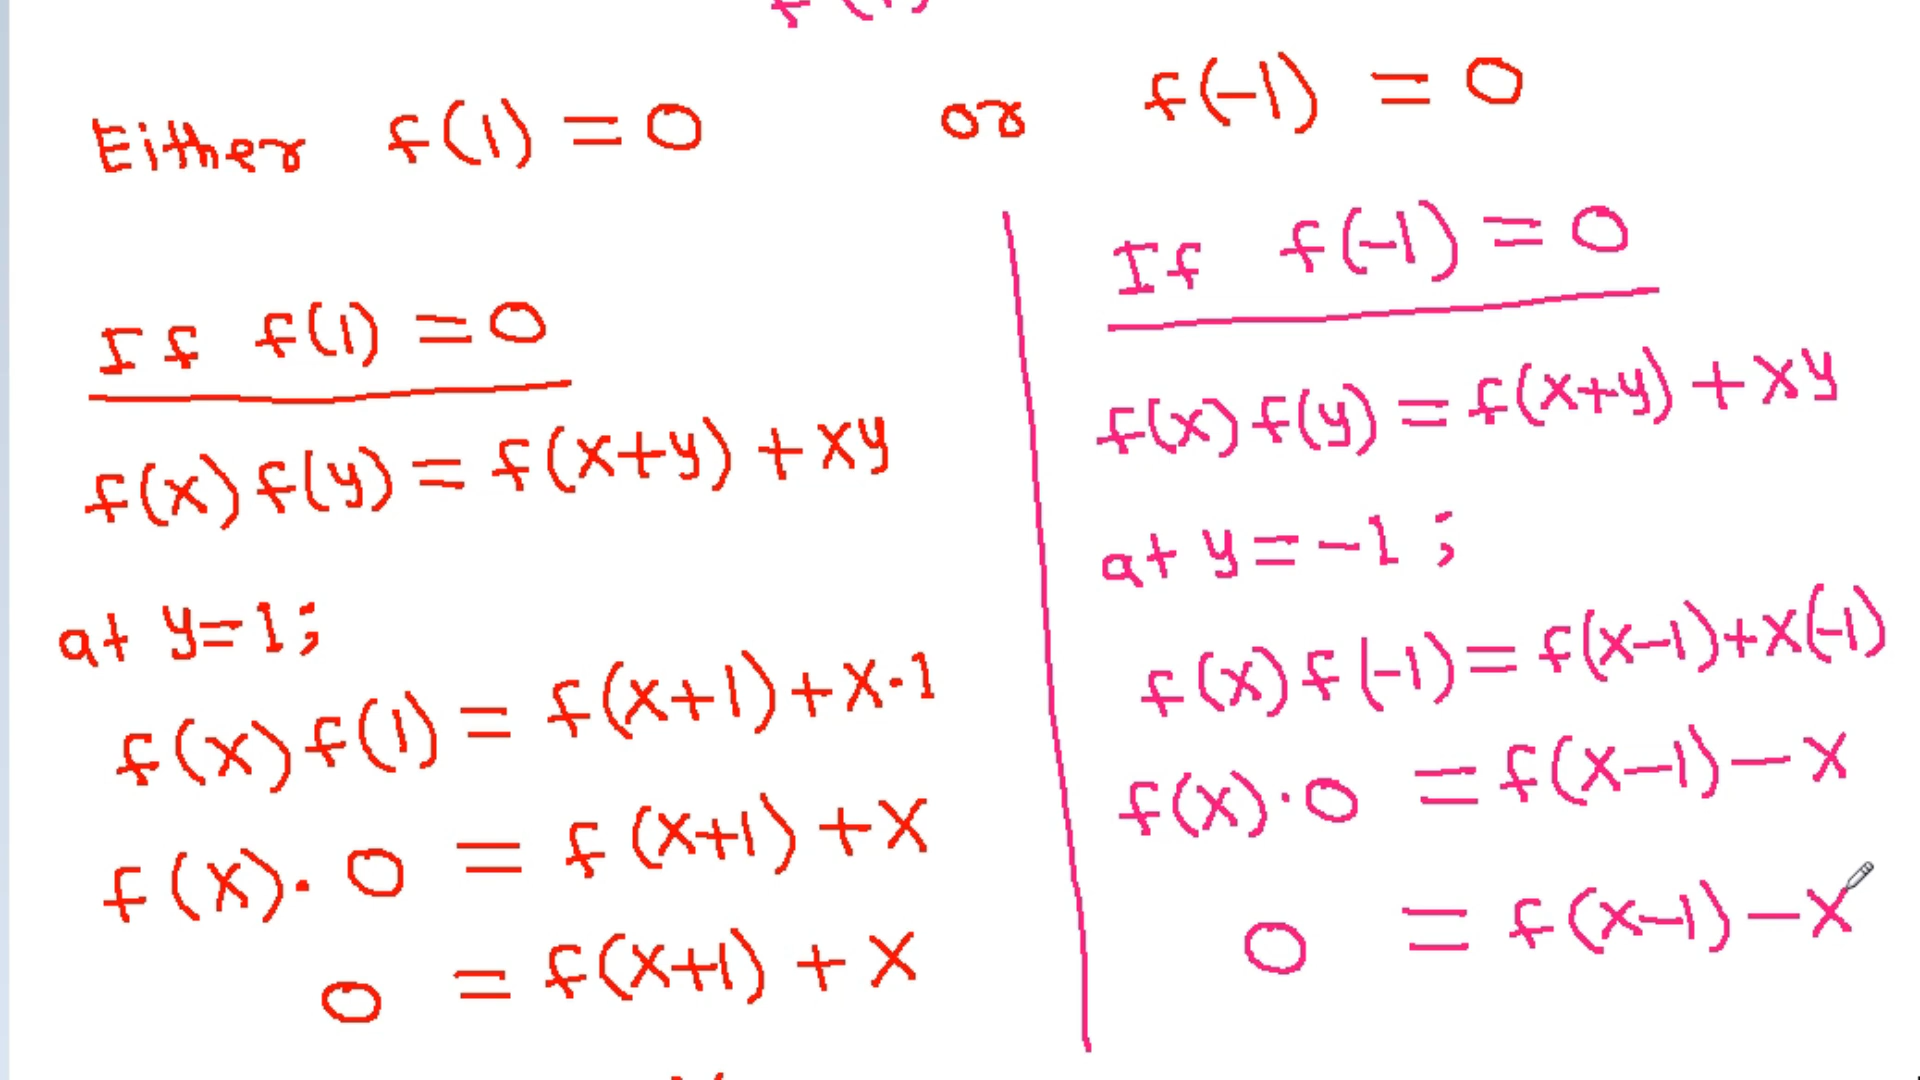 Either f(1) = 0 or f(-1) = 0
If f(1) = 0
f(x) f(y) = f(x+y) + xy
at y=1;
f(x) f(1) = f(x+1) + x·1
f(x)· 0 = f(x+1) + x
0 = f(x+1) + x
If f(-1) = 0
f(x) f(y) = f(x+y) + xy
at y = -1 ;
f(x) f(-1) = f(x-1) + x(-1)
f(x)·0 = f(x-1) - x
0 = f(x-1) - x